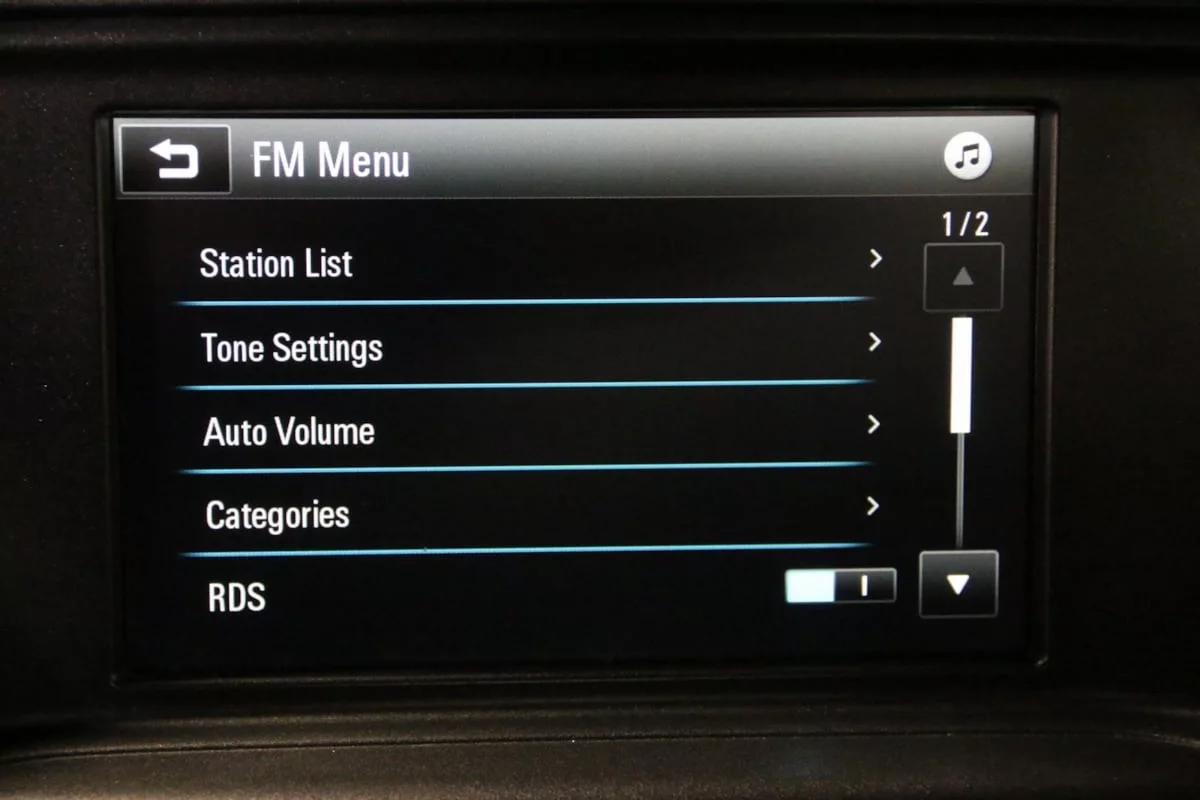 FM Menu
1/2
Station List
Tone Settings
Auto Volume
Categories
RDS